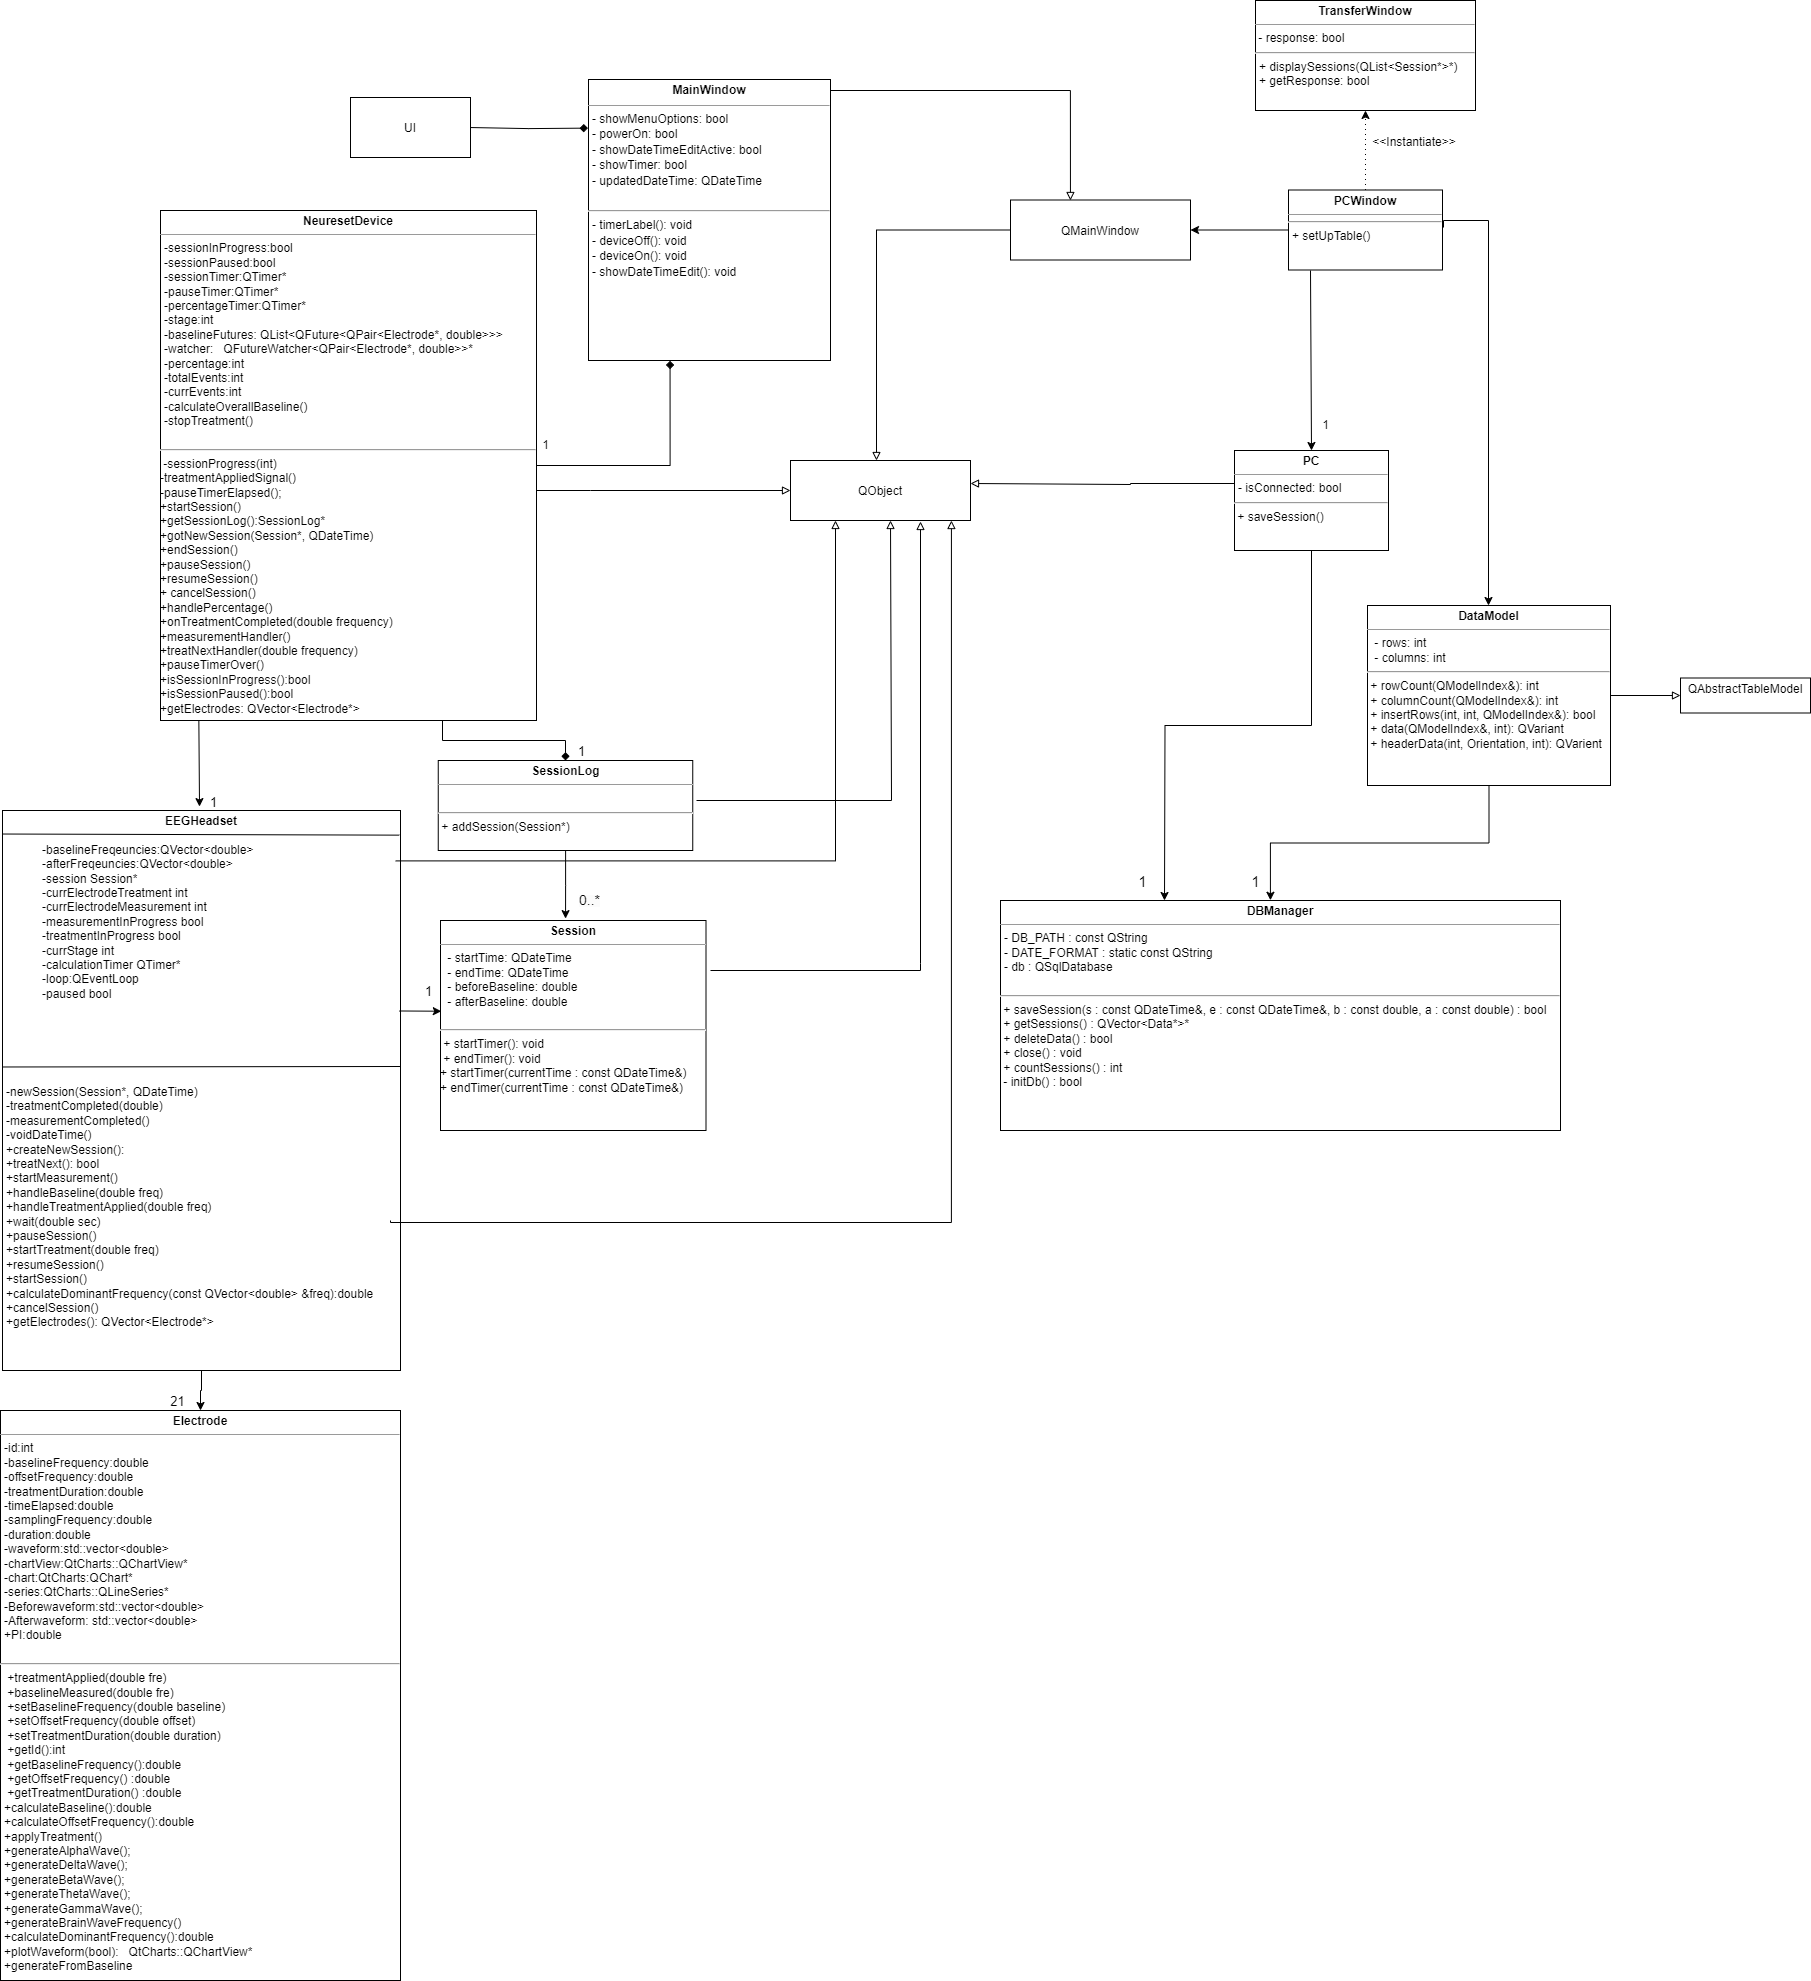 TransferWindow
- response: bool
+ displaySessions(QList<Session*>*)
+ getResponse: bool
<<Instantiate>>
UI
MainWindow
- showMenuOptions: bool
- powerOn: bool
- showDateTimeEditActive: bool
- showTimer: bool
- updatedDateTime: QDateTime
- timerLabel(): void
- deviceOff(): void
- deviceOn(): void
- showDateTimeEdit(): void
QMainWindow
PCWindow
+ setUpTable()
NeuresetDevice
-sessionInProgress:bool
-sessionPaused:bool
-sessionTimer:QTimer*
-pauseTimer:QTimer*
-percentageTimer:QTimer*
-stage:int
-baselineFutures: QList<QFuture<QPair<Electrode*, double>>>
-watcher:   QFutureWatcher<QPair<Electrode*, double>>*
-percentage:int
-totalEvents:int
-currEvents:int
-calculateOverallBaseline()
-stopTreatment()
-sessionProgress(int)
-treatmentAppliedSignal()
-pauseTimerElapsed();
+startSession()
+getSessionLog():SessionLog*
+gotNewSession(Session*, QDateTime)
+endSession()
+pauseSession()
+resumeSession()
+ cancelSession()
+handlePercentage()
+onTreatmentCompleted(double frequency)
+measurementHandler()
+treatNextHandler(double frequency)
+pauseTimerOver()
+isSessionInProgress():bool
+isSessionPaused():bool
+getElectrodes: QVector<Electrode*>
1
QObject
1
PC
- isConnected: bool
+ saveSession()
DataModel
- rows: int
- columns: int
+ rowCount(QModelIndex&): int
+ columnCount(QModelIndex&): int
+ insertRows(int, int, QModelIndex&): bool
+ data(QModelIndex&, int): QVariant
+ headerData(int, Orientation, int): QVarient
QAbstractTableModel
1
SessionLog
+ addSession(Session*)
0..*
1
EEGHeadset
-baselineFreqeuncies:QVector<double>
-afterFreqeuncies:QVector<double>
-session Session*
-currElectrodeTreatment int
-currElectrodeMeasurement int
-measurementInProgress bool
-treatmentInProgress bool
-currStage int
-calculationTimer QTimer*
-loop:QEventLoop
-paused bool
-newSession(Session*, QDateTime)
-treatmentCompleted(double)
-measurementCompleted()
-voidDateTime()
+createNewSession():
+treatNext(): bool
+startMeasurement()
+handleBaseline(double freq)
+handleTreatmentApplied(double freq)
+wait(double sec)
+pauseSession()
+startTreatment(double freq)
+resumeSession()
+startSession()
+calculateDominantFrequency(const QVector<double> &freq):double
+cancelSession()
+getElectrodes(): QVector<Electrode*>
1
Session
- startTime: QDateTime
- endTime: QDateTime
- beforeBaseline: double
- afterBaseline: double
+ startTimer(): void
+ endTimer(): void
+ startTimer(currentTime : const QDateTime&)
+ endTimer(currentTime : const QDateTime&)
1
1
DBManager
- DB_PATH : const QString
- DATE_FORMAT : static const QString
- db : QSqlDatabase
+ saveSession(s : const QDateTime&, e : const QDateTime&, b : const double, a : const double) : bool
+ getSessions() : QVector<Data*>*
+ deleteData() : bool
+ close() : void
+ countSessions() : int
- initDb() : bool
21
Electrode
-id:int
-baselineFrequency:double
-offsetFrequency:double
-treatmentDuration:double
-timeElapsed:double
-samplingFrequency:double
-duration:double
-waveform:std::vector<double>
-chartView:QtCharts::QChartView*
-chart:QtCharts:QChart*
-series:QtCharts::QLineSeries*
-Beforewaveform:std::vector<double>
-Afterwaveform: std::vector<double>
+PI:double
+treatmentApplied(double fre)
+baselineMeasured(double fre)
+setBaselineFrequency(double baseline)
+setOffsetFrequency(double offset)
+setTreatmentDuration(double duration)
+getId():int
+getBaselineFrequency():double
+getOffsetFrequency() :double
+getTreatmentDuration() :double
+calculateBaseline():double
+calculateOffsetFrequency():double
+applyTreatment()
+generateAlphaWave();
+generateDeltaWave();
+generateBetaWave();
+generateThetaWave();
+generateGammaWave();
+generateBrainWaveFrequency()
+calculateDominantFrequency():double
+plotWaveform(bool):   QtCharts::QChartView*
+generateFromBaseline